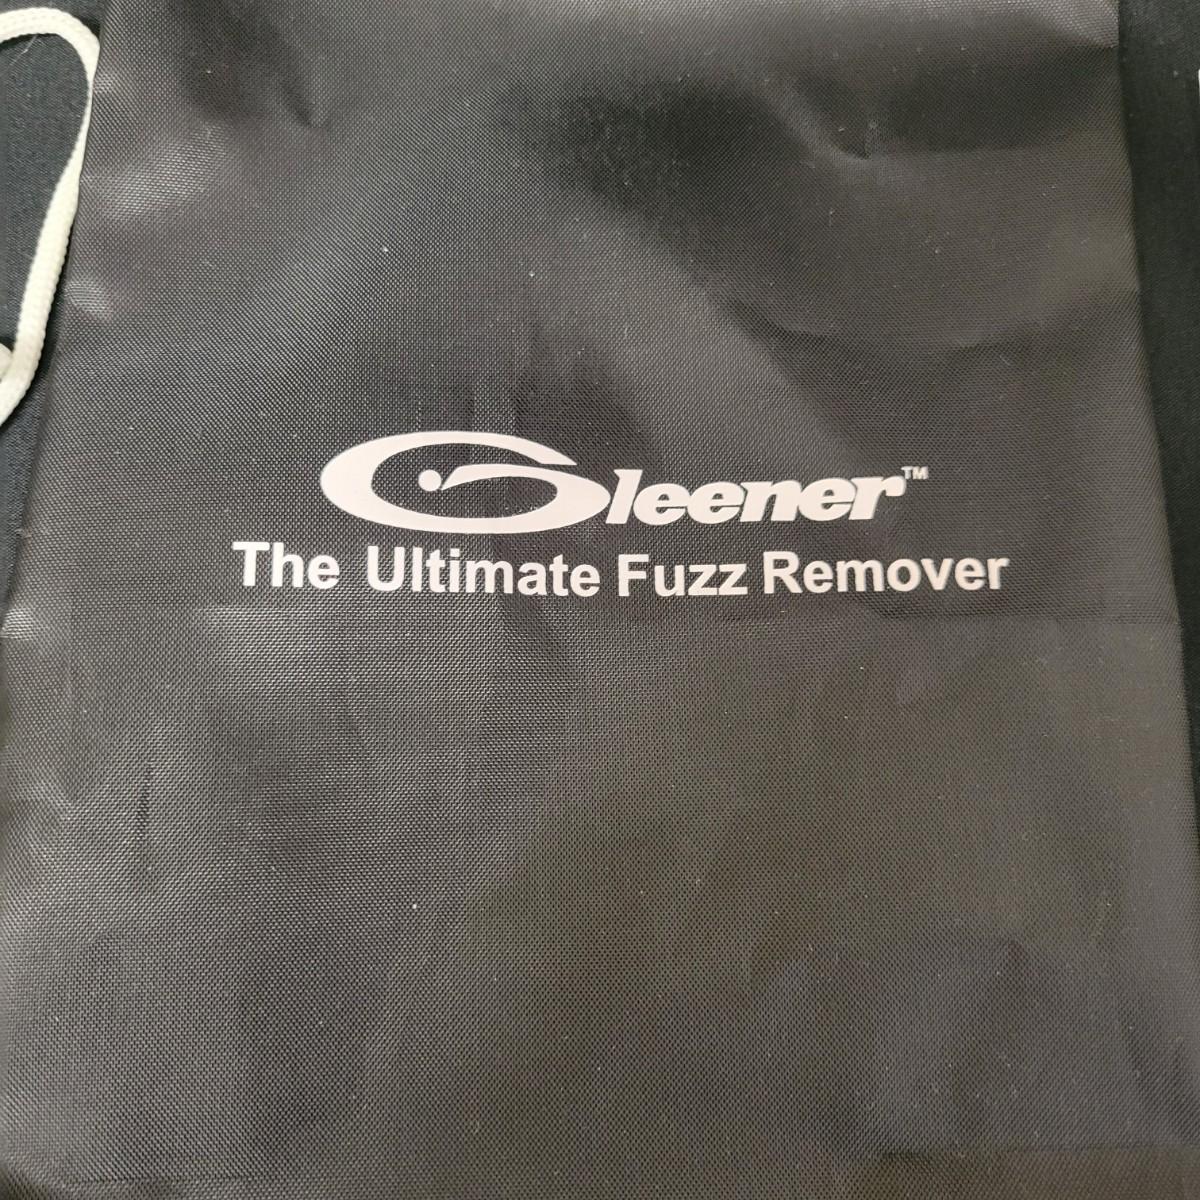 Gleener™
The Ultimate Fuzz Remover